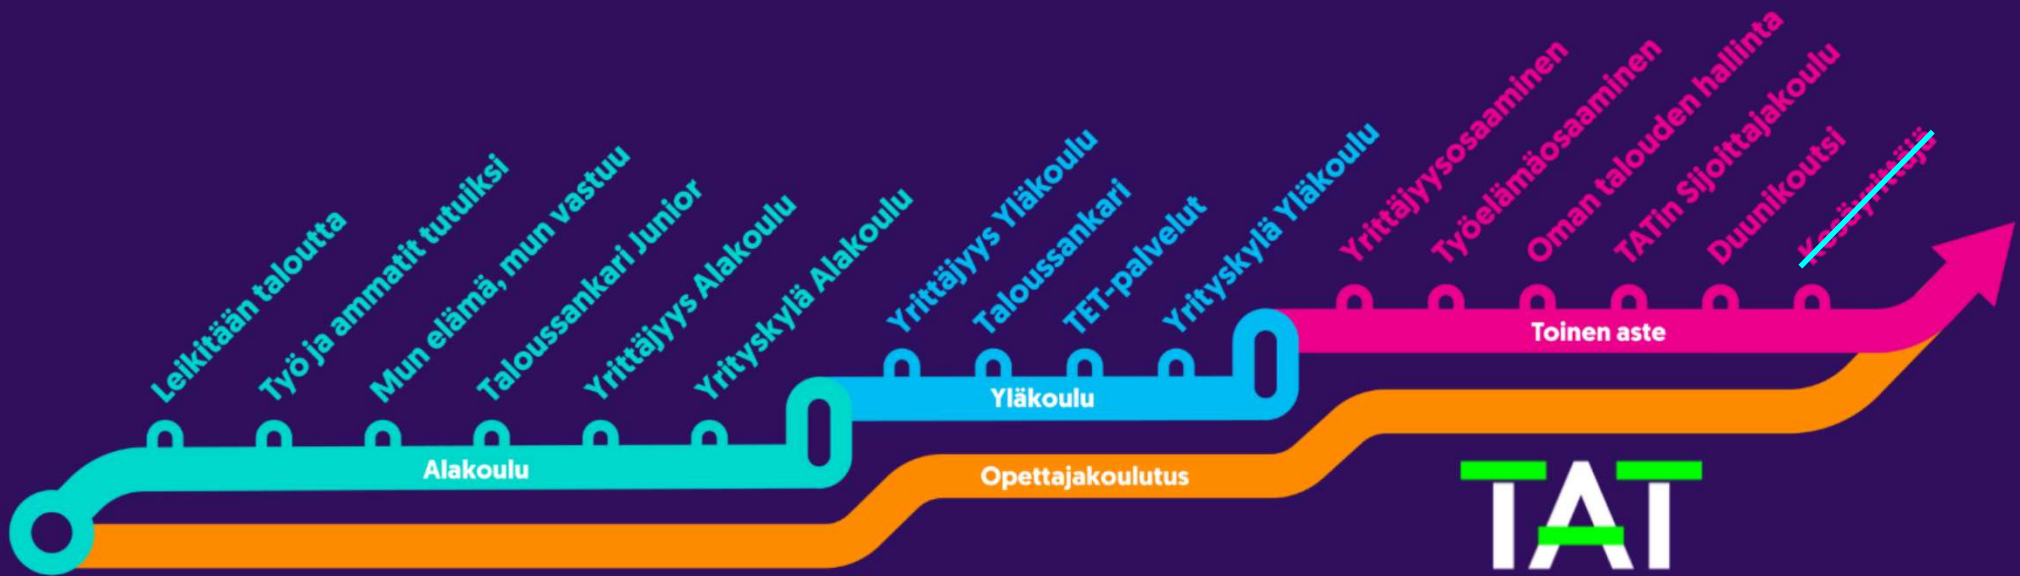 Leikitään taloutta
Työ ja ammatit tutuiksi
Mun elämä, mun vastuu
Taloussankari Junior
Yrittäjyys Alakoulu
Yrityskylä Alakoulu
Yrittäjyys Yläkoulu
Taloussankari
TET-palvelut
Yrityskylä Yläkoulu
Yrittäjyysosaaminen
Työelämäosaaminen
Oman talouden hallinta
TATin Sijoittajakoulu
Duunikoutsi
Kesäyrittäjä
Alakoulu
Yläkoulu
Toinen aste
Opettajakoulutus
TAT